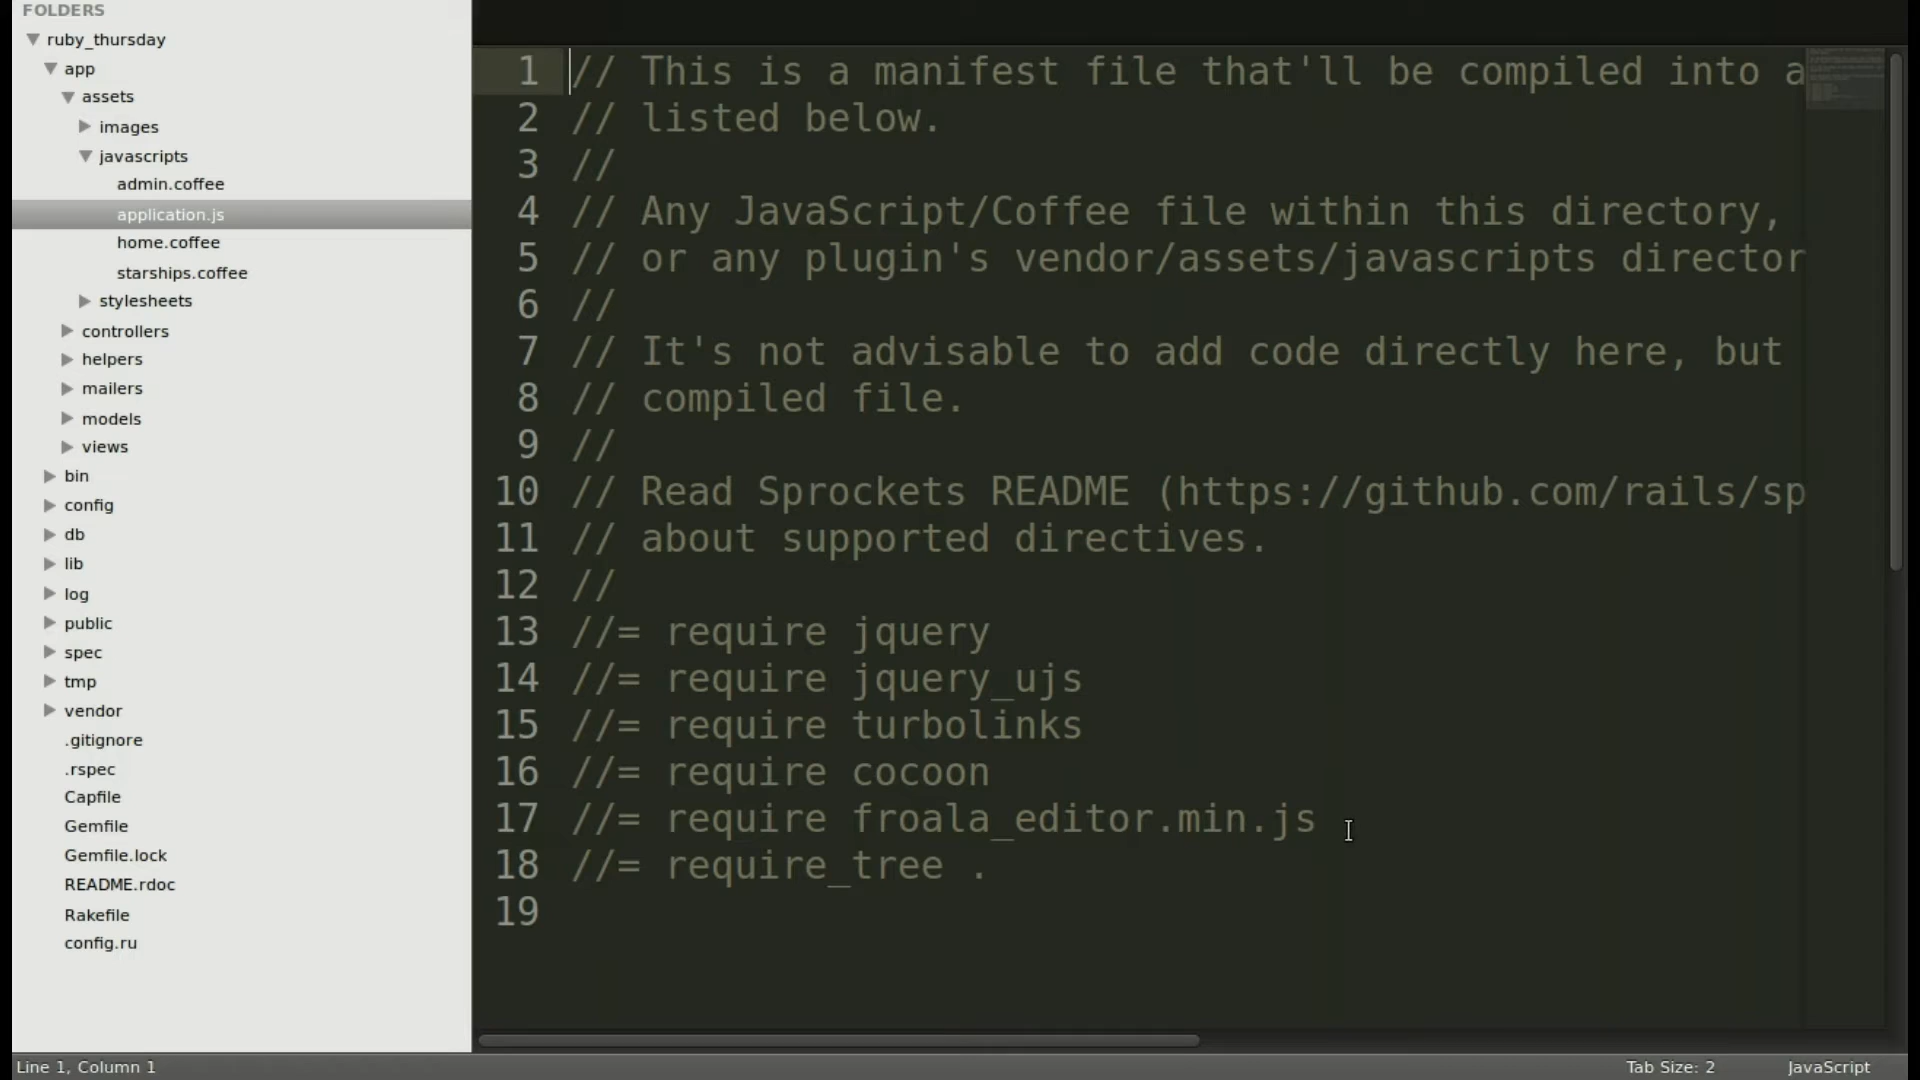 FOLDERS
ruby_thursday
app
assets
images
javascripts
admin.coffee
application.js
home.coffee
starships.coffee
stylesheets
controllers
helpers
mailers
models
views
bin
config
db
lib
log
public
spec
tmp
vendor
.gitignore
.rspec
Capfile
Gemfile
Gemfile.lock
README.rdoc
Rakefile
config.ru
1 // This is a manifest file that'll be compiled into a
2 // listed below.
3 //
4 // Any JavaScript/Coffee file within this directory,
5 // or any plugin's vendor/assets/javascripts director
6 //
7 // It's not advisable to add code directly here, but
8 // compiled file.
9 //
10 // Read Sprockets README (https://github.com/rails/sp
11 // about supported directives.
12 //
13 //= require jquery
14 //= require jquery_ujs
15 //= require turbolinks
16 //= require cocoon
17 //= require froala_editor.min.js
18 //= require_tree .
19
Line 1, Column 1
Tab Size: 2
JavaScript